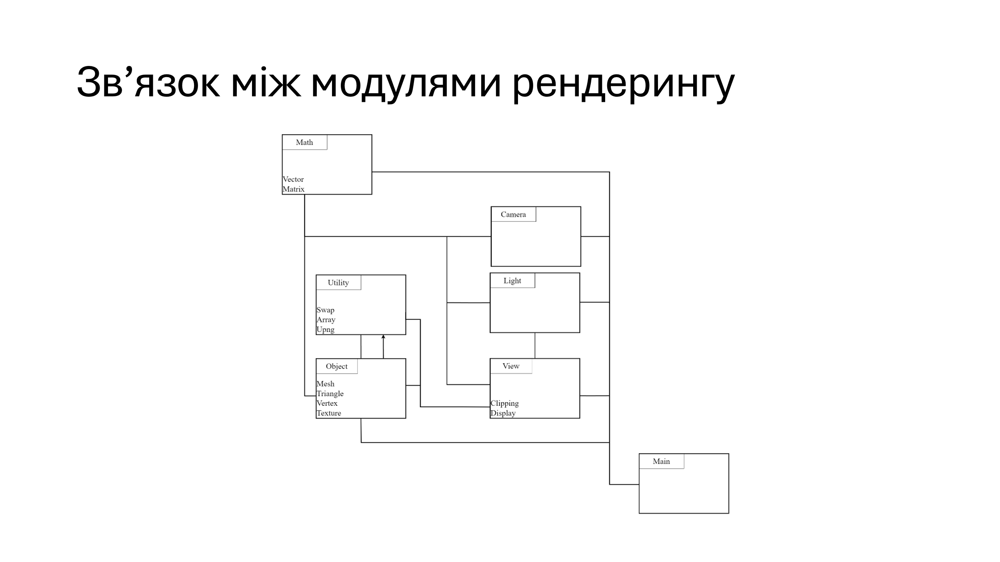 Зв’язок між модулями рендерингу
Math
Vector
Matrix
Camera
Utility
Swap
Array
Upng
Light
Object
Mesh
Triangle
Vertex
Texture
View
Clipping
Display
Main